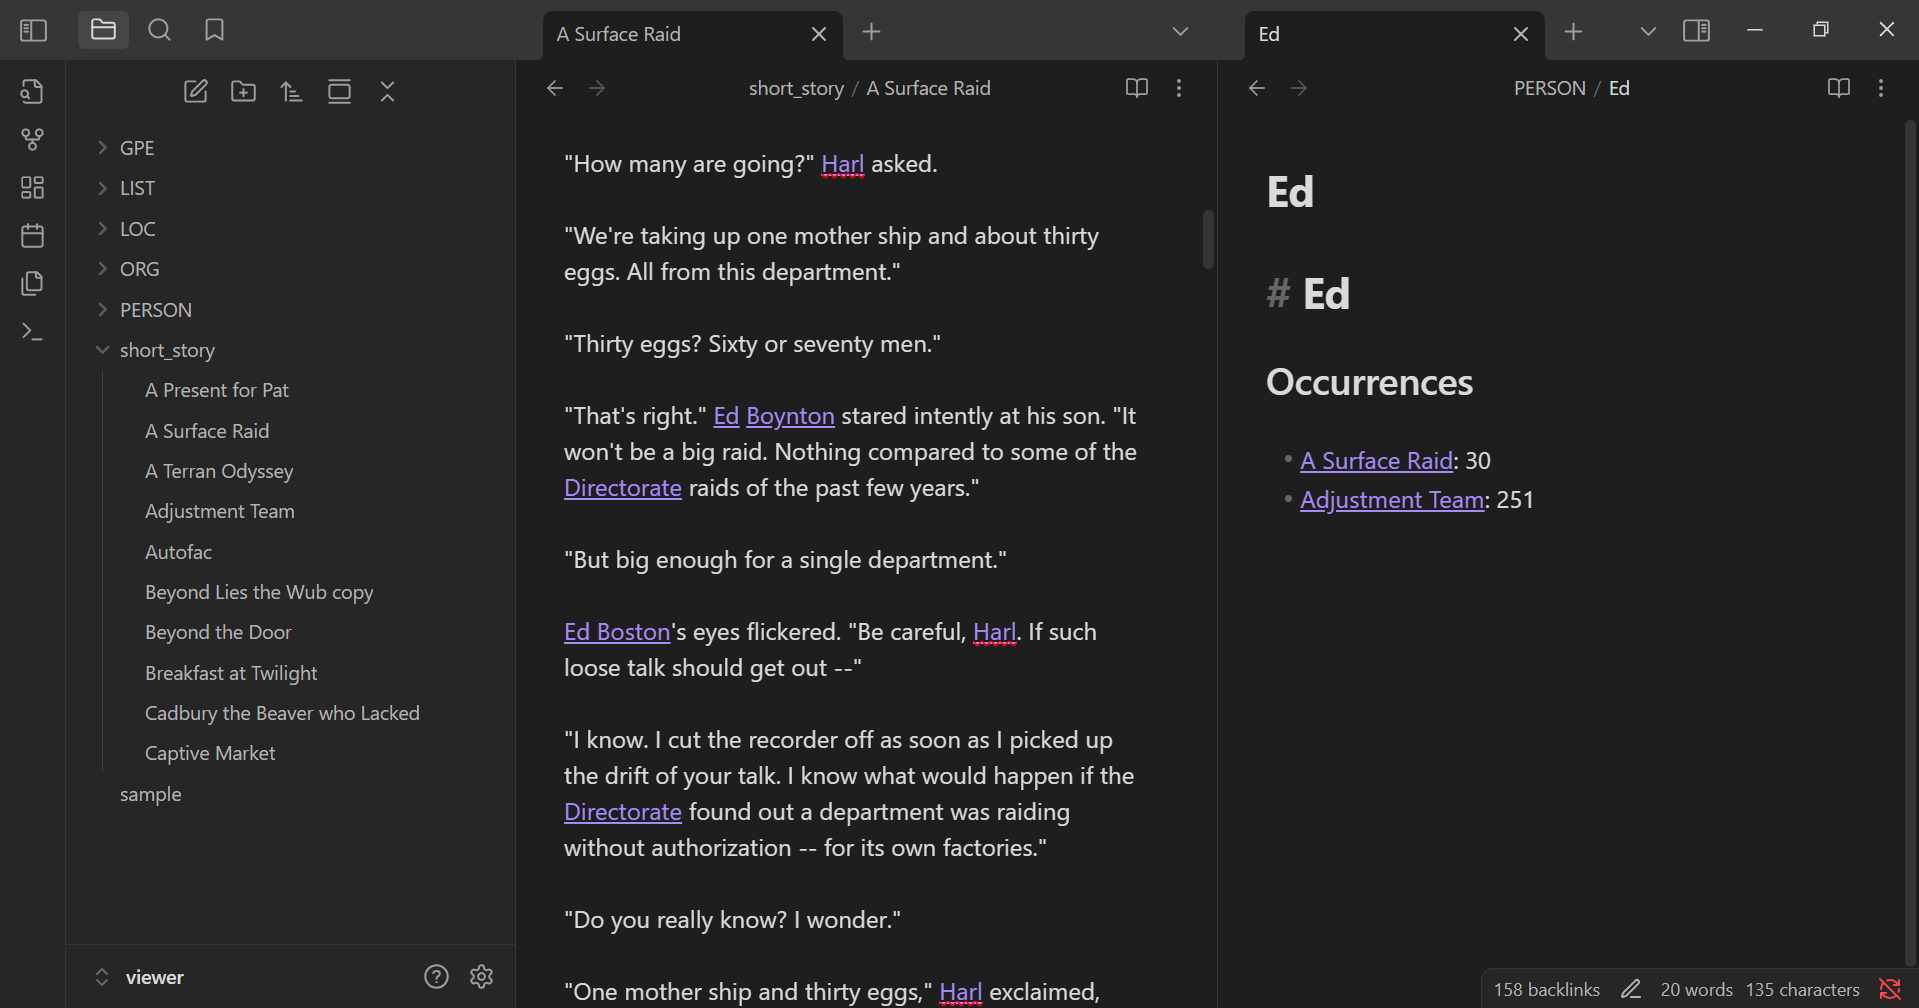 A Surface Raid
Ed
short_story / A Surface Raid
PERSON / Ed
GPE
LIST
LOC
ORG
PERSON
short_story
A Present for Pat
A Surface Raid
A Terran Odyssey
Adjustment Team
Autofac
Beyond Lies the Wub copy
Beyond the Door
Breakfast at Twilight
Cadbury the Beaver who Lacked
Captive Market
sample
viewer
"How many are going?" Harl asked.
"We're taking up one mother ship and about thirty
eggs. All from this department."
"Thirty eggs? Sixty or seventy men."
"That's right." Ed Boynton stared intently at his son. "It
won't be a big raid. Nothing compared to some of the
Directorate raids of the past few years."
"But big enough for a single department."
Ed Boston's eyes flickered. "Be careful, Harl. If such
loose talk should get out --"
"I know. I cut the recorder off as soon as I picked up
the drift of your talk. I know what would happen if the
Directorate found out a department was raiding
without authorization -- for its own factories."
"Do you really know? I wonder."
"One mother ship and thirty eggs," Harl exclaimed,
Ed
# Ed
Occurrences
• A Surface Raid: 30
• Adjustment Team: 251
158 backlinks 20 words 135 characters